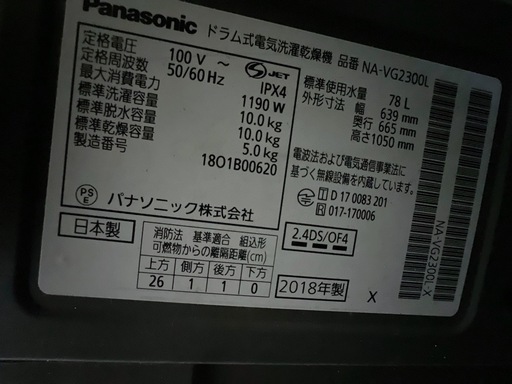 Panasonic ドラム式電気洗濯乾燥機 品番 NA-VG2300L
定格電圧 100 V ~
定格周波数 50/60 Hz
最大消費電力 1190 W
標準洗濯容量 10.0 kg
標準脱水容量 10.0 kg
標準乾燥容量 5.0 kg
製造番号 18O1B00620
S JET
IPX4
標準使用水量 78 L
外形寸法 幅 639 mm
奥行 665 mm
高さ 1050 mm
電波法および電気通信事業法に
基づく無線設備を内蔵しています。
T D 17 0083 201
R 017-170006
PS
E
パナソニック株式会社
日本製
消防法 基準適合 組込形
可燃物からの離隔距離(cm)
上方 側方 後方 下方
26 1 1 0
2.4DS/OF4
2018年製
X
NA-VG2300L-X